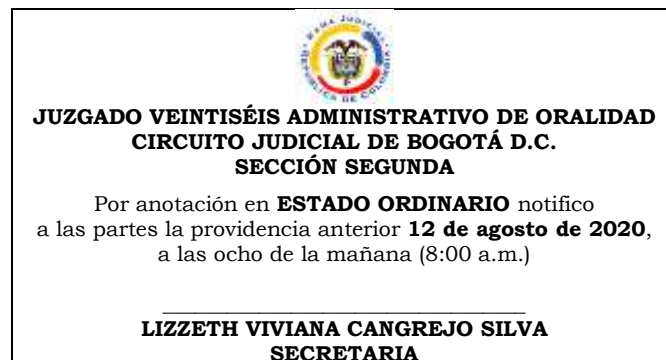 JUZGADO VEINTISÉIS ADMINISTRATIVO DE ORALIDAD
CIRCUITO JUDICIAL DE BOGOTÁ D.C.
SECCIÓN SEGUNDA
Por anotación en ESTADO ORDINARIO notifico
a las partes la providencia anterior 12 de agosto de 2020,
a las ocho de la mañana (8:00 a.m.)
LIZZETH VIVIANA CANGREJO SILVA
SECRETARIA